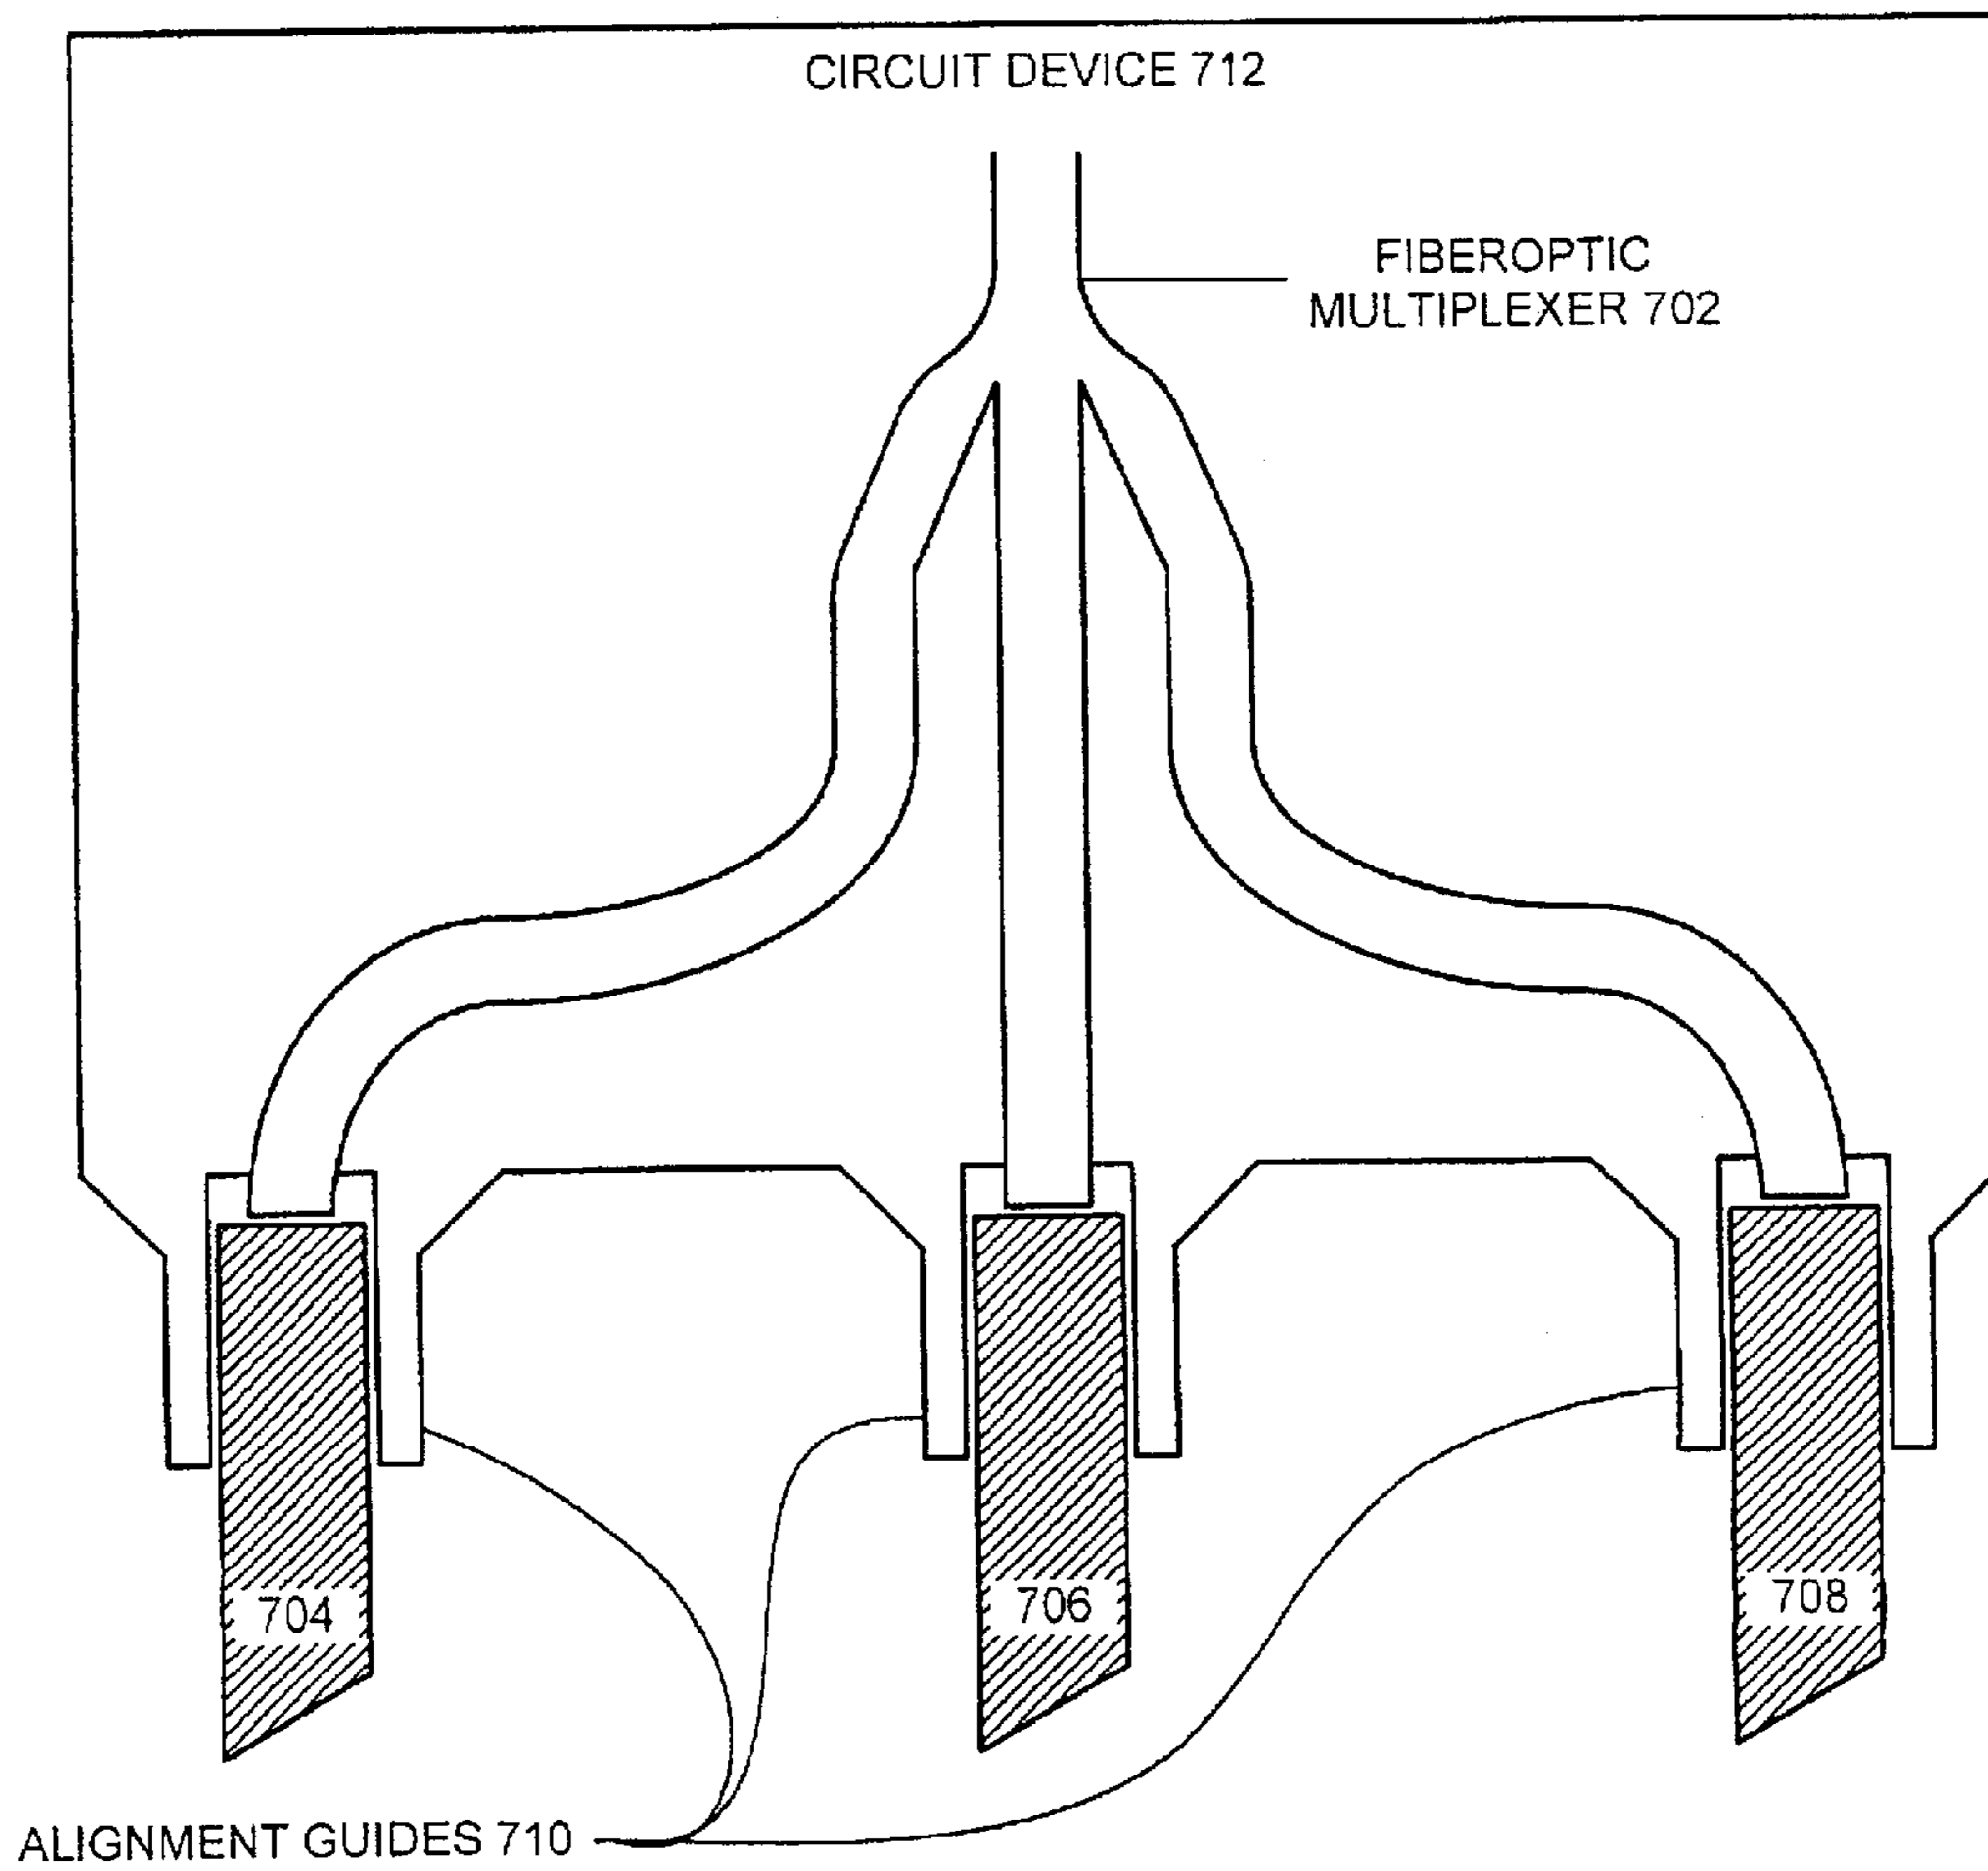 CIRCUIT DEVICE 712
FIBEROPTIC
MULTIPLEXER 702
704
706
708
ALIGNMENT GUIDES 710